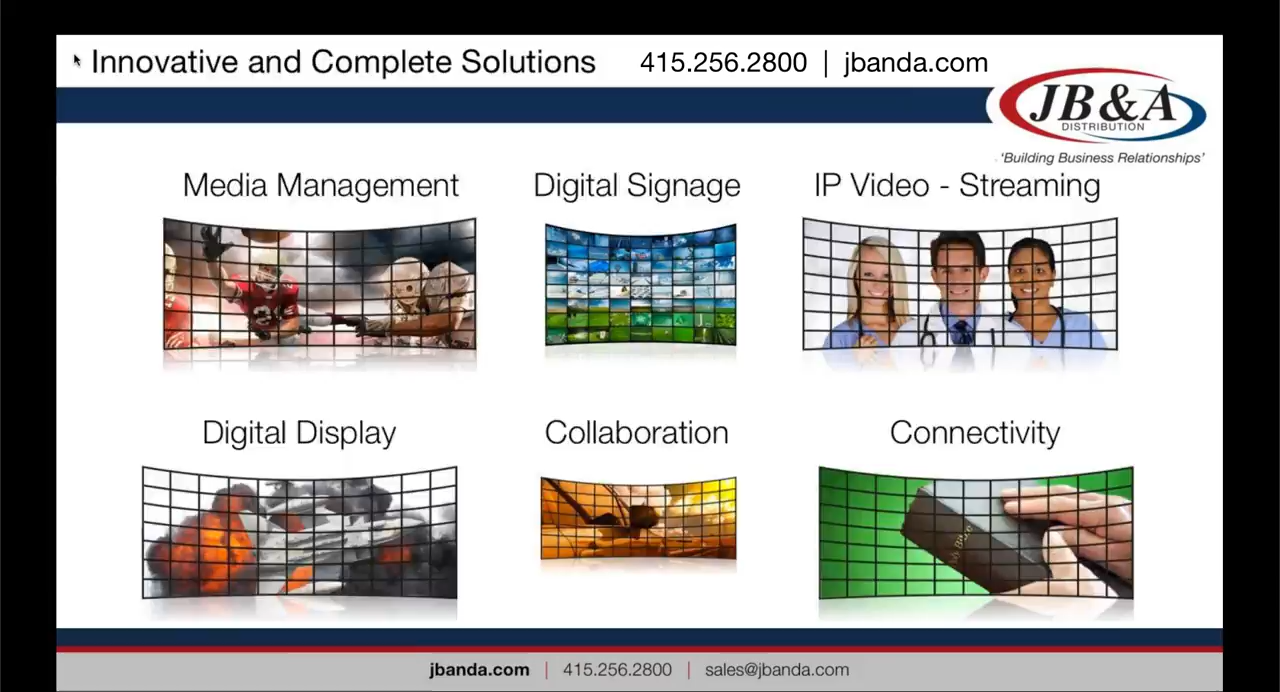 Innovative and Complete Solutions 415.256.2800 | jbanda.com
JB&A
DISTRIBUTION
'Building Business Relationships'
Media Management Digital Signage IP Video - Streaming
Digital Display Collaboration Connectivity
jbanda.com | 415.256.2800 | sales@jbanda.com